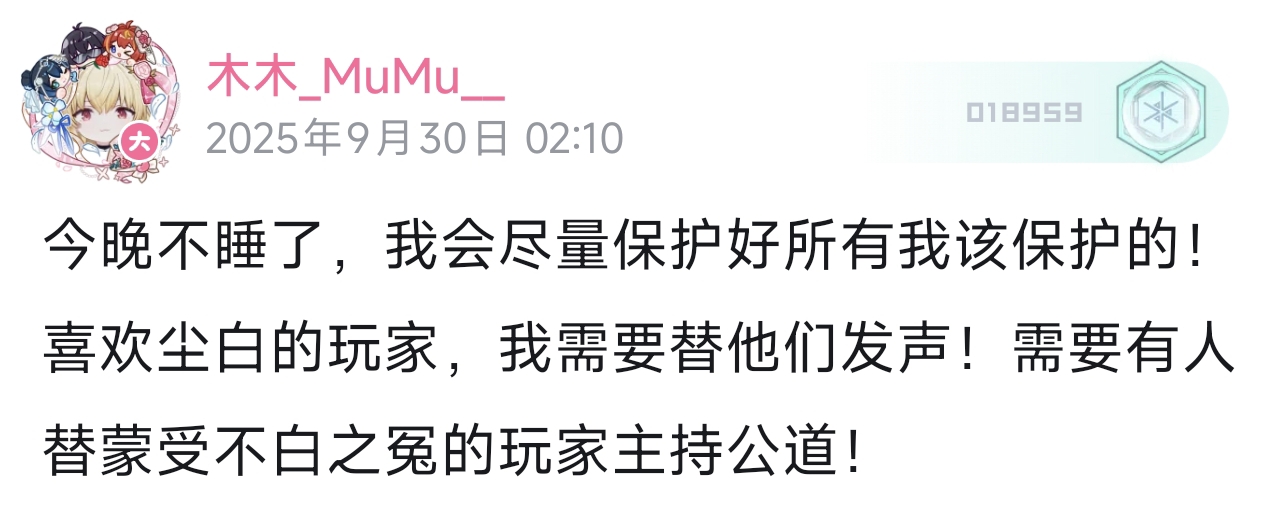 木木_MuMu__
2025年9月30日 02:10
018959
大
今晚不睡了，我会尽量保护好所有我该保护的！
喜欢尘白的玩家，我需要替他们发声！需要有人
替蒙受不白之冤的玩家主持公道！